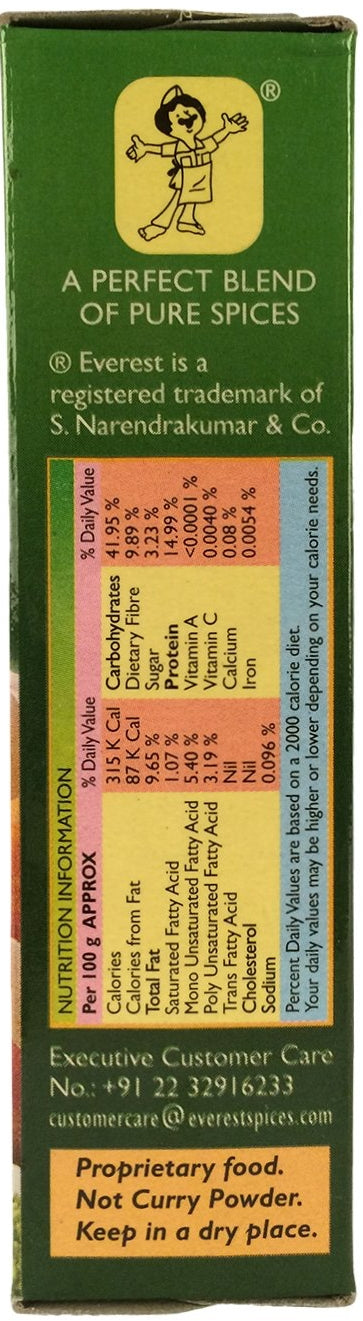 ®
A PERFECT BLEND
OF PURE SPICES
® Everest is a
registered trademark of
S. Narendrakumar & Co.
NUTRITION INFORMATION
Per 100 g APPROX % Daily Value % Daily Value
Calories 315 K Cal Carbohydrates 41.95 %
Calories from Fat 87 K Cal Dietary Fibre 9.89 %
Total Fat 9.65 % Sugar 3.23 %
Saturated Fatty Acid 1.07 % Protein 14.99 %
Mono Unsaturated Fatty Acid 5.40 % Vitamin A <0.0001 %
Poly Unsaturated Fatty Acid 3.19 % Vitamin C 0.0040 %
Trans Fatty Acid Nil Calcium 0.08 %
Cholesterol Nil Iron 0.0054 %
Sodium 0.096 %
Percent Daily Values are based on a 2000 calorie diet.
Your daily values may be higher or lower depending on your calorie needs.
Executive Customer Care
No.: +91 22 32916233
customercare@everestspices.com
Proprietary food.
Not Curry Powder.
Keep in a dry place.